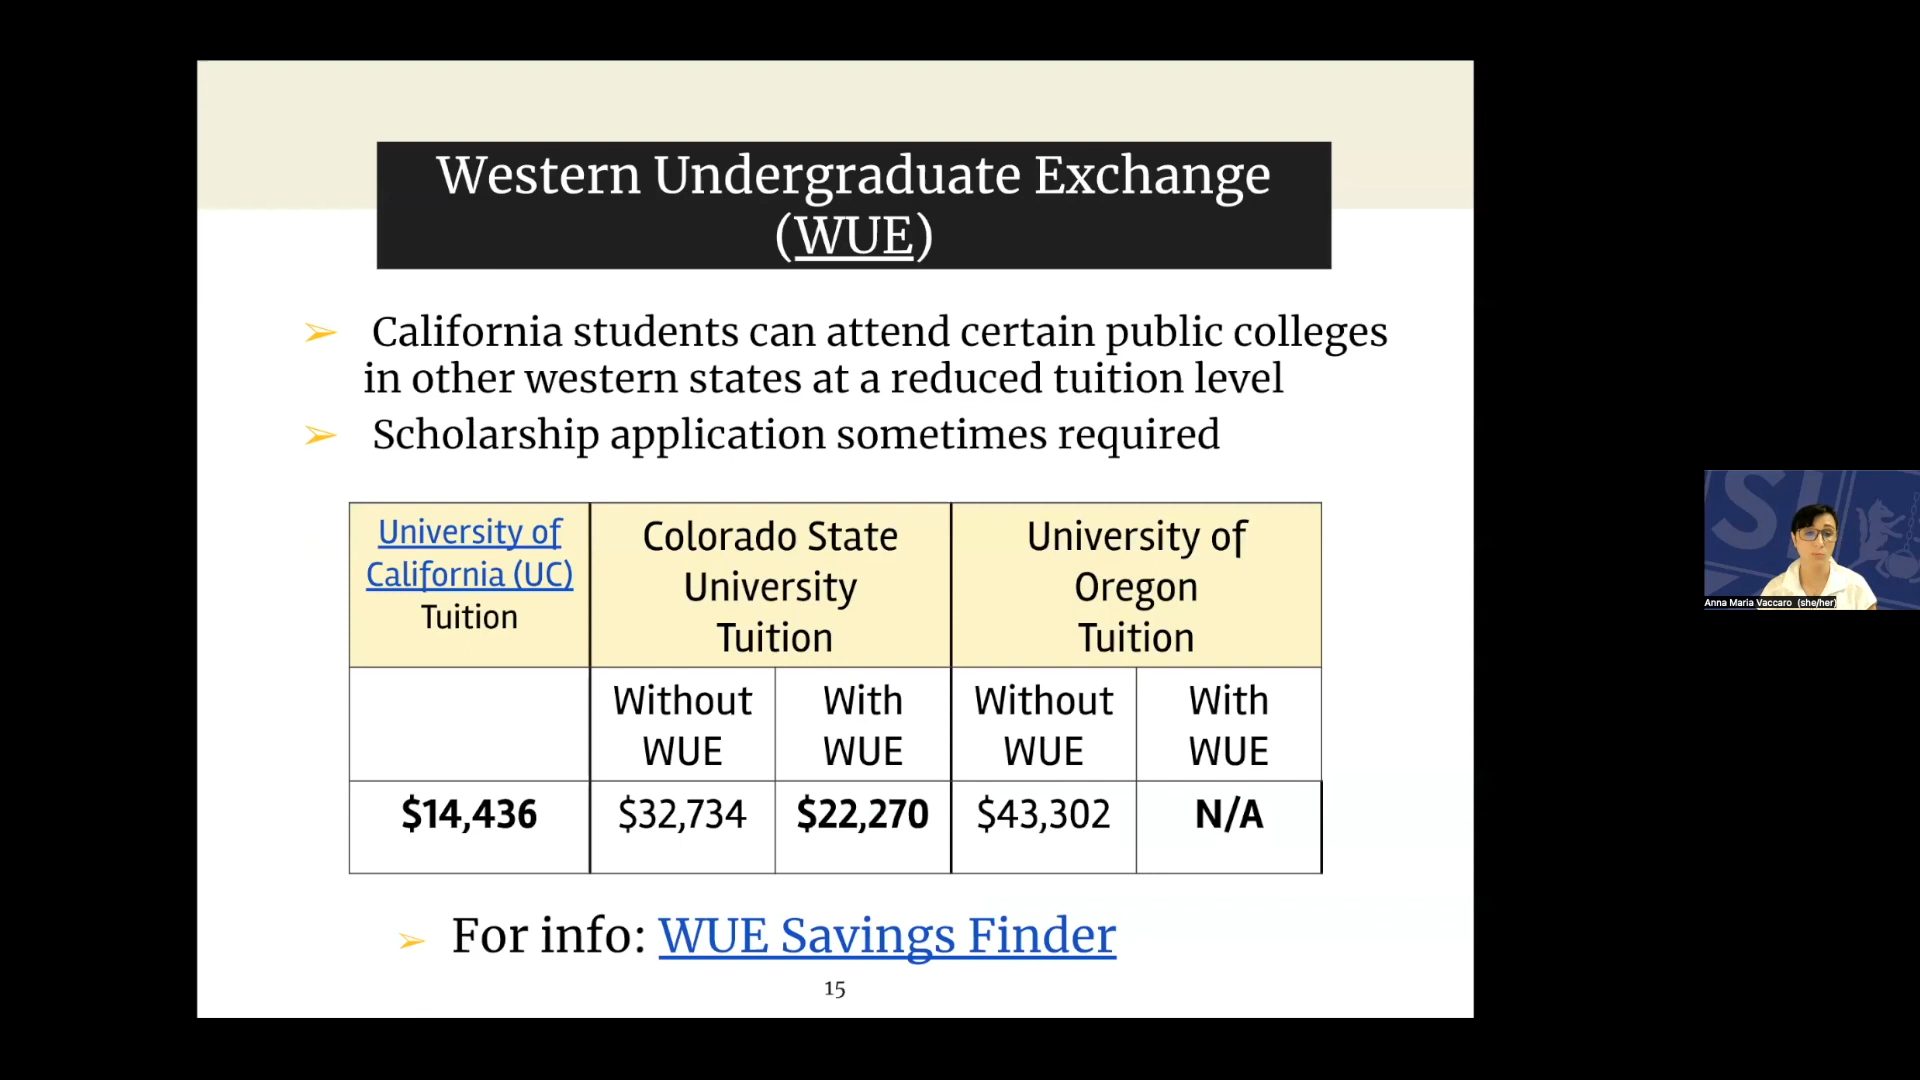 Western Undergraduate Exchange
(WUE)
➢ California students can attend certain public colleges
in other western states at a reduced tuition level
➢ Scholarship application sometimes required
University of
California (UC)
Tuition
Colorado State
University
Tuition
University of
Oregon
Tuition
Without
WUE
With
WUE
Without
WUE
With
WUE
$14,436
$32,734
$22,270
$43,302
N/A
➢ For info: WUE Savings Finder
15
SI
Anna Maria Vaccaro (she/her)